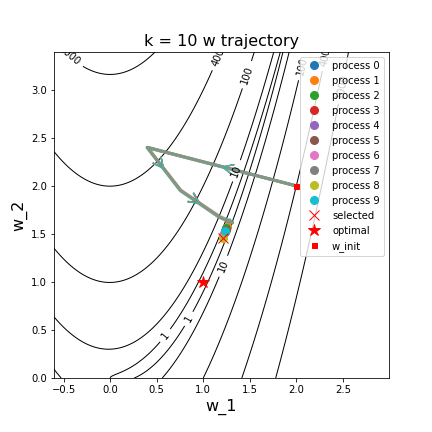 k = 10 w trajectory
400
100
100
400
10
10
1
1
process 0
process 1
process 2
process 3
process 4
process 5
process 6
process 7
process 8
process 9
selected
optimal
w_init
w_2
3.0
2.5
2.0
1.5
1.0
0.5
0.0
−0.5 0.0 0.5 1.0 1.5 2.0 2.5
w_1